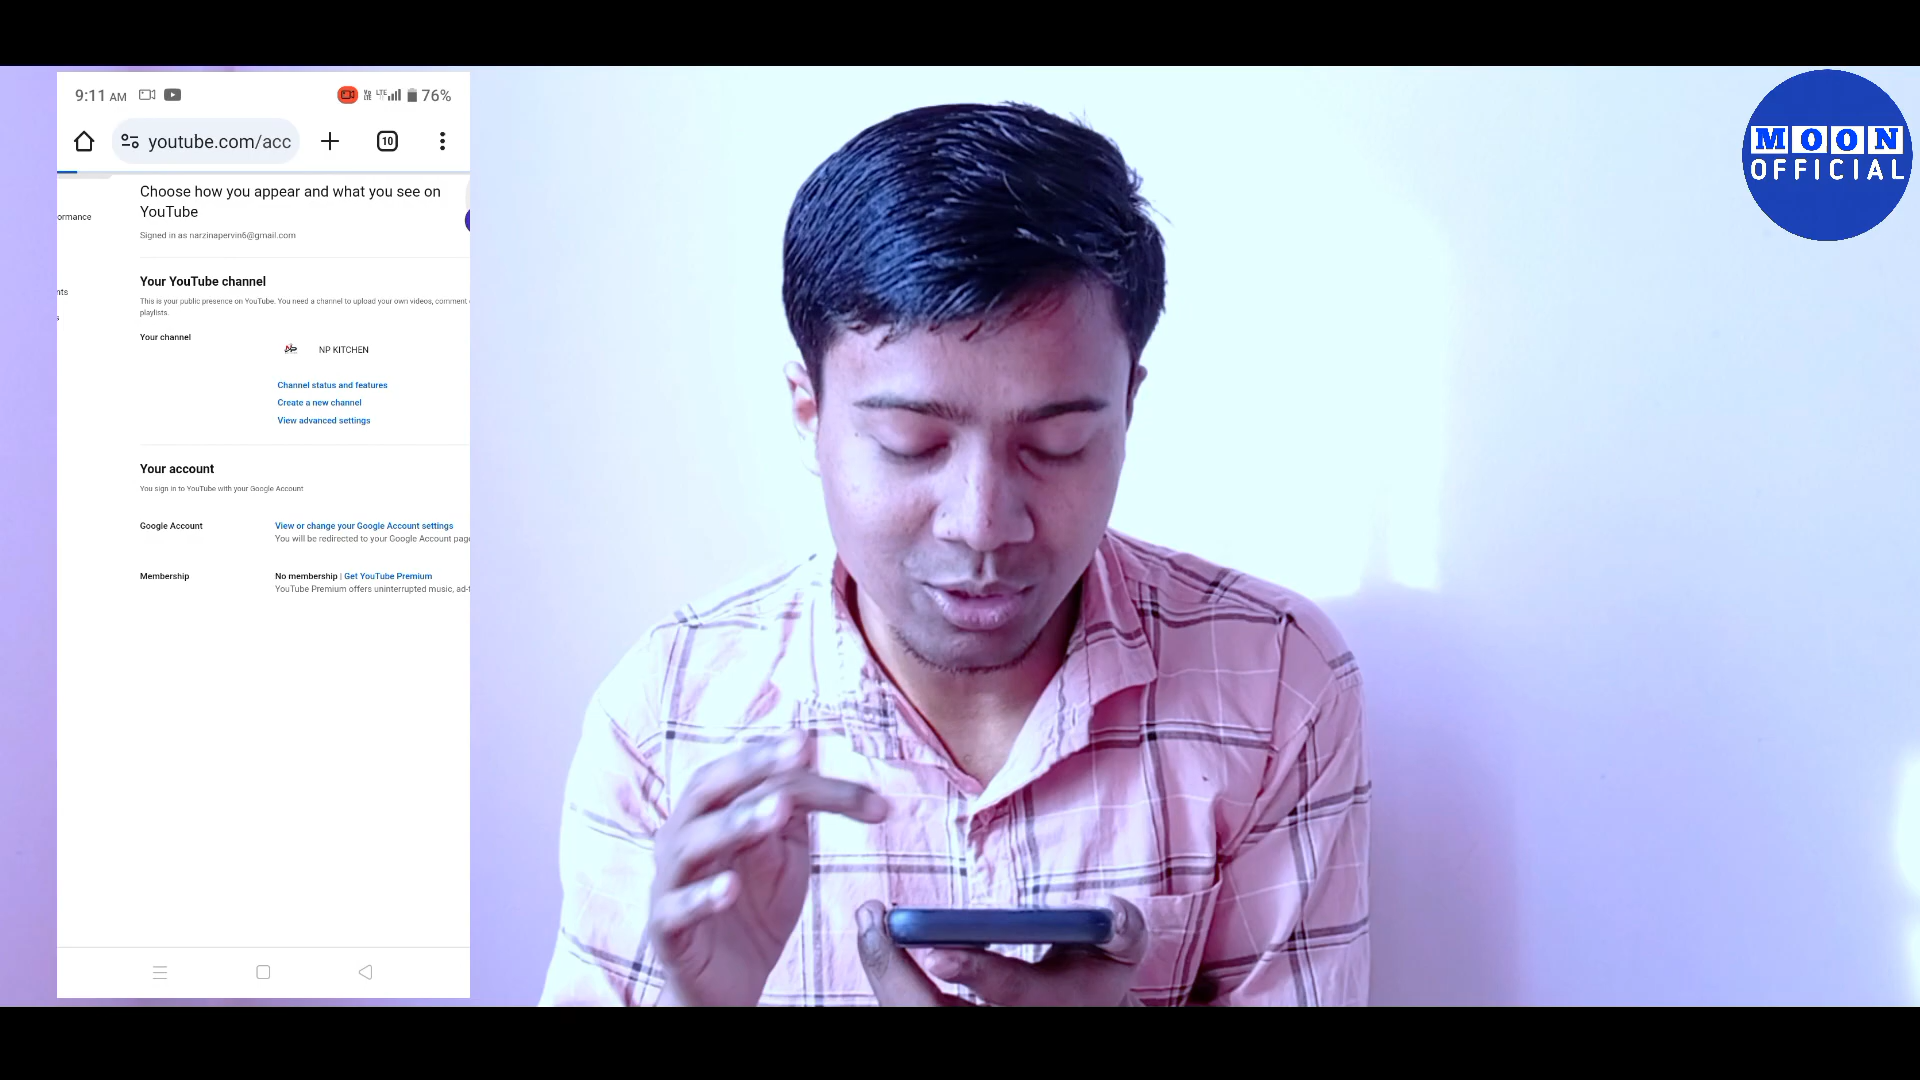 9:11 AM
76%
youtube.com/acc
10
Choose how you appear and what you see on
YouTube
ormance
Signed in as narzinapervin6@gmail.com
Your YouTube channel
nts
This is your public presence on YouTube. You need a channel to upload your own videos, comment
playlists.
s
Your channel
NP KITCHEN
Channel status and features
Create a new channel
View advanced settings
Your account
You sign in to YouTube with your Google Account
Google Account
View or change your Google Account settings
You will be redirected to your Google Account page
Membership
No membership | Get YouTube Premium
YouTube Premium offers uninterrupted music, ad-f
MOON
OFFICIAL